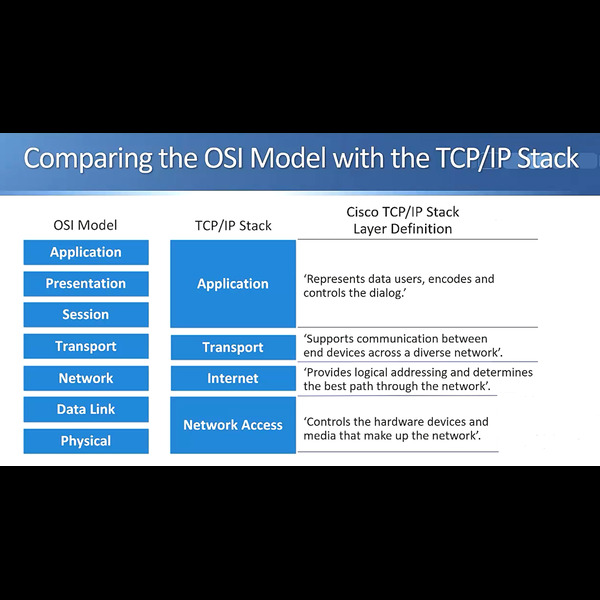 Comparing the OSI Model with the TCP/IP Stack
OSI Model
TCP/IP Stack
Cisco TCP/IP Stack
Layer Definition
Application
Presentation
Session
Transport
Network
Data Link
Physical
Application
Transport
Internet
Network Access
‘Represents data users, encodes and
controls the dialog.’
‘Supports communication between
end devices across a diverse network’.
‘Provides logical addressing and determines
the best path through the network’.
‘Controls the hardware devices and
media that make up the network’.